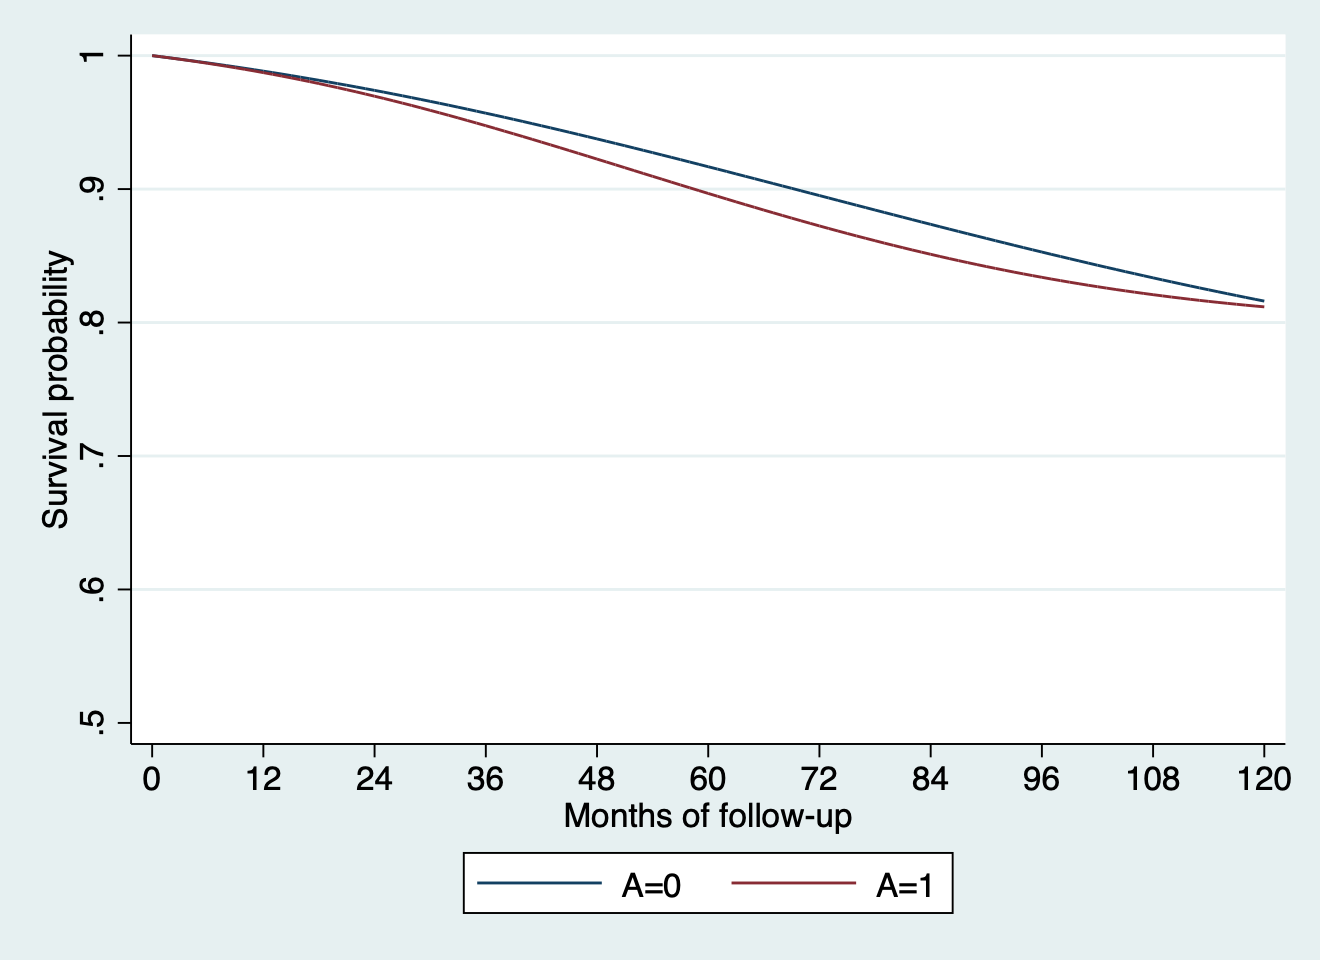 1
.9
.8
.7
.6
.5
Survival probability
0 12 24 36 48 60 72 84 96 108 120
Months of follow-up
A=0 A=1